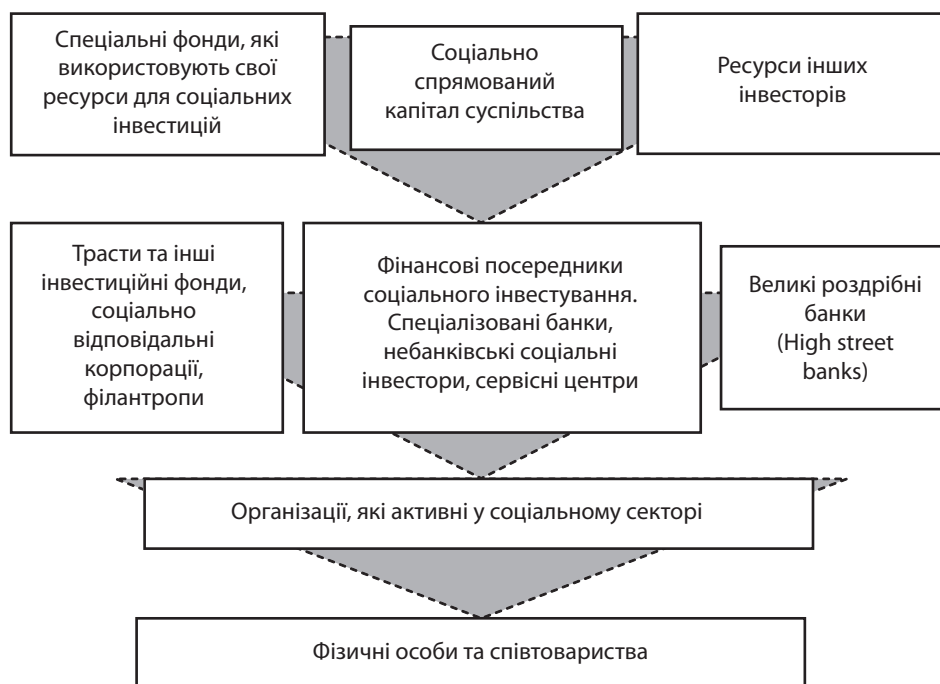 Спеціальні фонди, які
використовують свої
ресурси для соціальних
інвестицій
Соціально
спрямований
капітал суспільства
Ресурси інших
інвесторів
Трасти та інші
інвестиційні фонди,
соціально
відповідальні
корпорації,
філантропи
Фінансові посередники
соціального інвестування.
Спеціалізовані банки,
небанківські соціальні
інвестори, сервісні центри
Великі роздрібні
банки
(High street
banks)
Організації, які активні у соціальному секторі
Фізичні особи та співтовариства